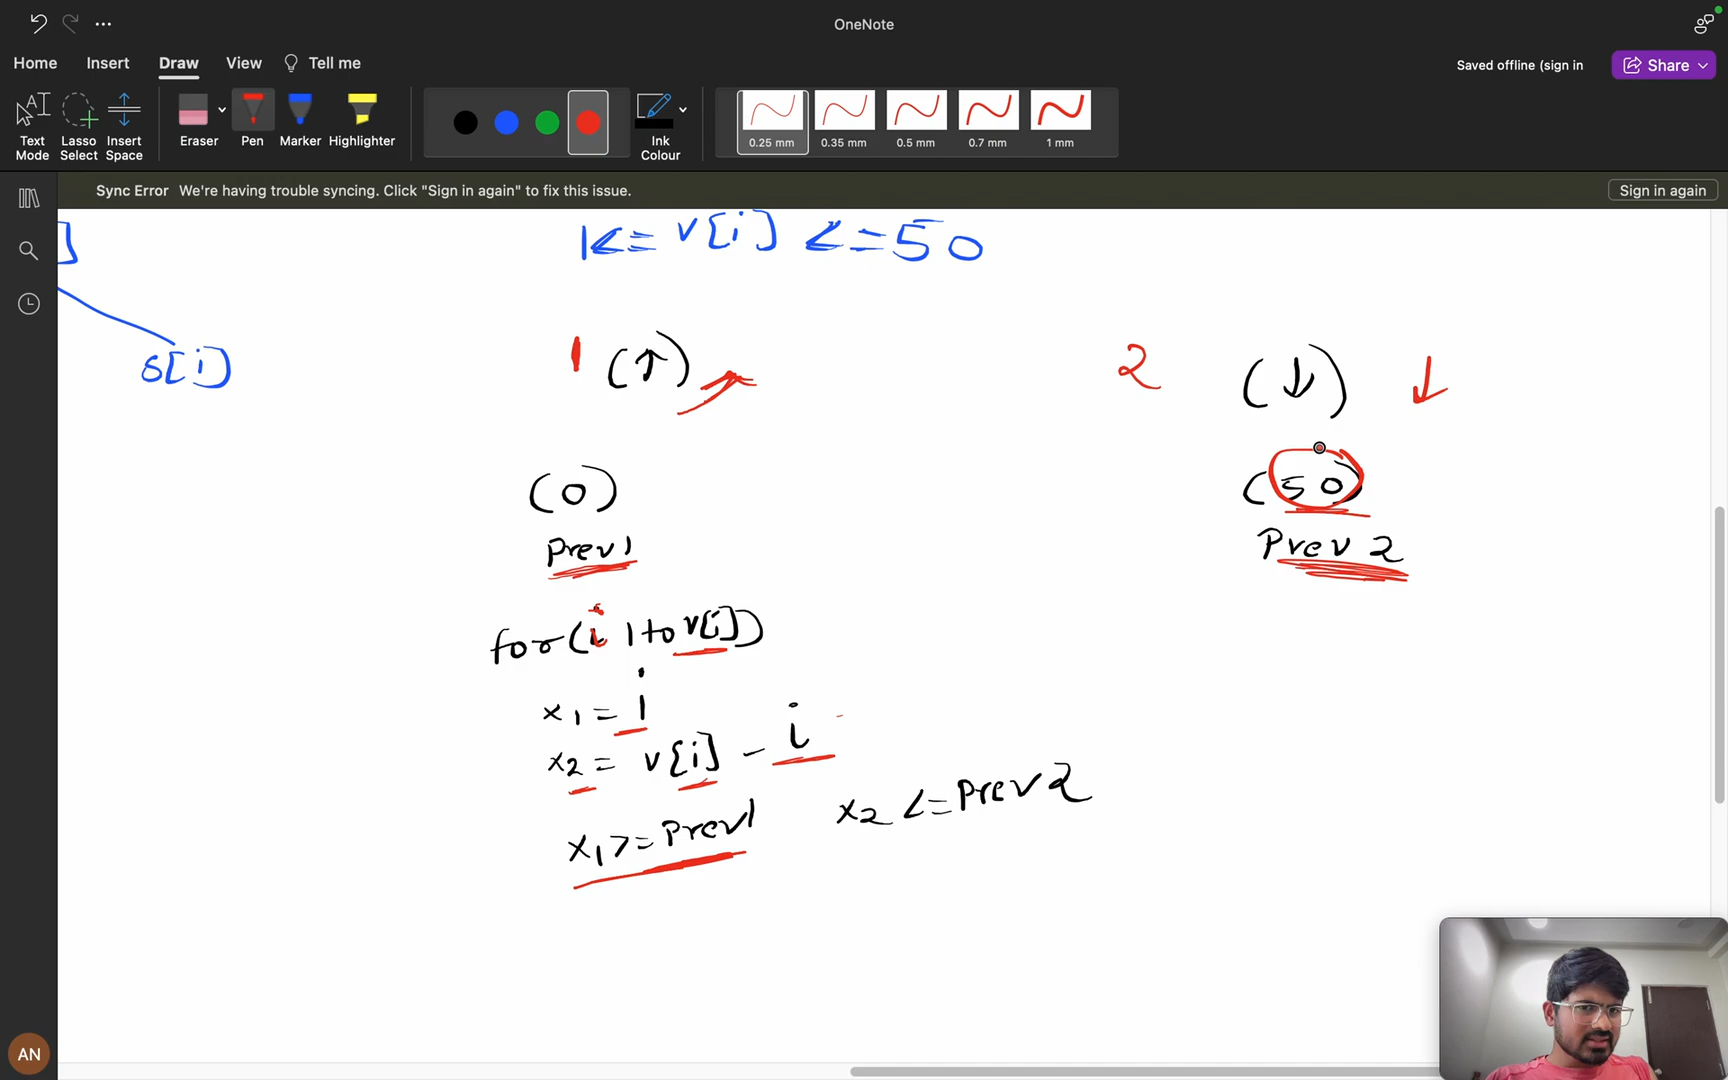 OneNote
Home Insert Draw View Tell me
Saved offline (sign in
Share
Text Mode
Lasso Select
Insert Space
Eraser
Pen
Marker
Highlighter
Ink Colour
0.25 mm 0.35 mm 0.5 mm 0.7 mm 1 mm
Sync Error We're having trouble syncing. Click "Sign in again" to fix this issue.
Sign in again
]
1<= v[i] <=50
s[i]
1 (↑)
2 (↓) ↓
(0)
(50)
Prev1
Prev 2
for(i 1 to v[i])
x1 = i
x2 = v[i] - i
x1 >= Prev1
x2 <= Prev 2
AN